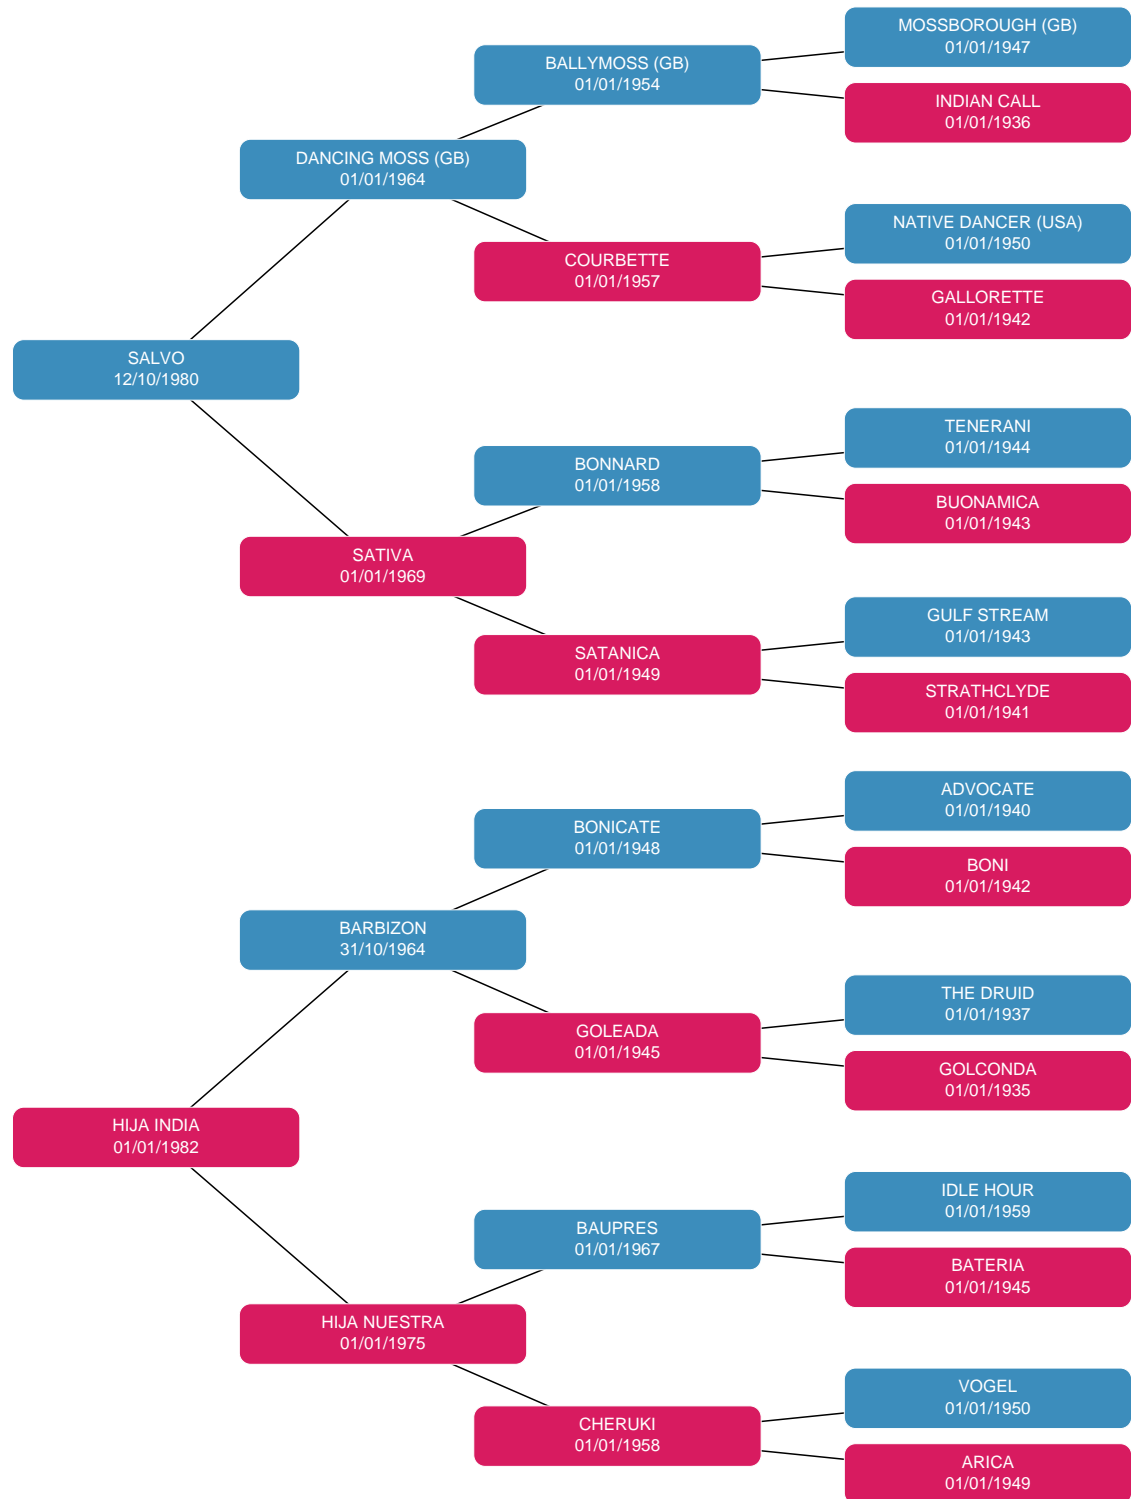 MOSSBOROUGH (GB)
01/01/1947
BALLYMOSS (GB)
01/01/1954
INDIAN CALL
01/01/1936
DANCING MOSS (GB)
01/01/1964
NATIVE DANCER (USA)
01/01/1950
COURBETTE
01/01/1957
GALLORETTE
01/01/1942
SALVO
12/10/1980
TENERANI
01/01/1944
BONNARD
01/01/1958
BUONAMICA
01/01/1943
SATIVA
01/01/1969
GULF STREAM
01/01/1943
SATANICA
01/01/1949
STRATHCLYDE
01/01/1941
ADVOCATE
01/01/1940
BONICATE
01/01/1948
BONI
01/01/1942
BARBIZON
31/10/1964
THE DRUID
01/01/1937
GOLEADA
01/01/1945
GOLCONDA
01/01/1935
HIJA INDIA
01/01/1982
IDLE HOUR
01/01/1959
BAUPRES
01/01/1967
BATERIA
01/01/1945
HIJA NUESTRA
01/01/1975
VOGEL
01/01/1950
CHERUKI
01/01/1958
ARICA
01/01/1949